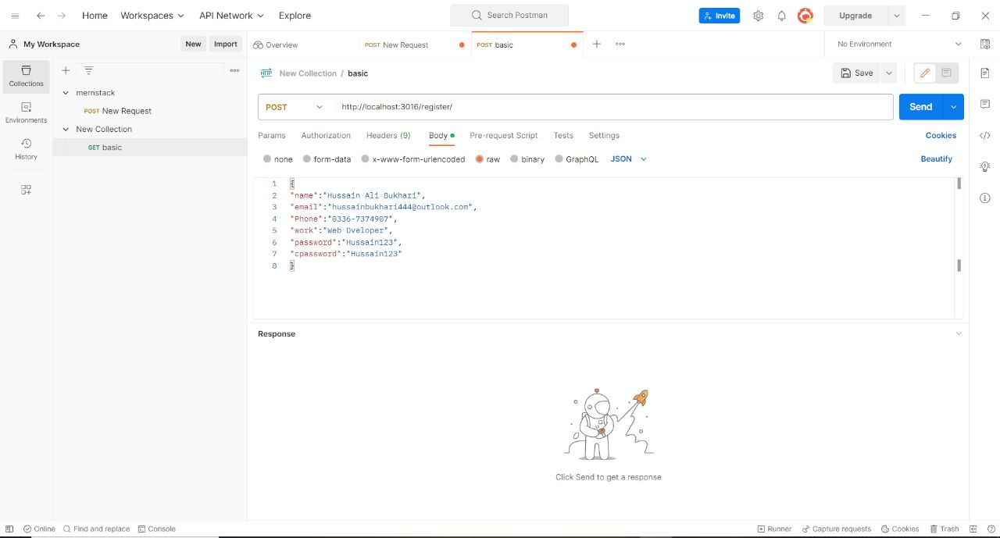 Home Workspaces API Network Explore Search Postman Invite Upgrade
My Workspace New Import Overview POST New Request POST basic No Environment
Collections
Environments
History
mernstack
POST New Request
New Collection
GET basic
HTTP New Collection / basic Save
POST http://localhost:3016/register/ Send
Params Authorization Headers (9) Body Pre-request Script Tests Settings Cookies
none form-data x-www-form-urlencoded raw binary GraphQL JSON Beautify
1 {
2 "name":"Hussain Ali Bukhari",
3 "email":"hussainbukhari444@outlook.com",
4 "Phone":"0336-7374907",
5 "work":"Web Dveloper",
6 "password":"Hussain123",
7 "cpassword":"Hussain123"
8 }
Response
Click Send to get a response
Online Find and replace Console Runner Capture requests Cookies Trash